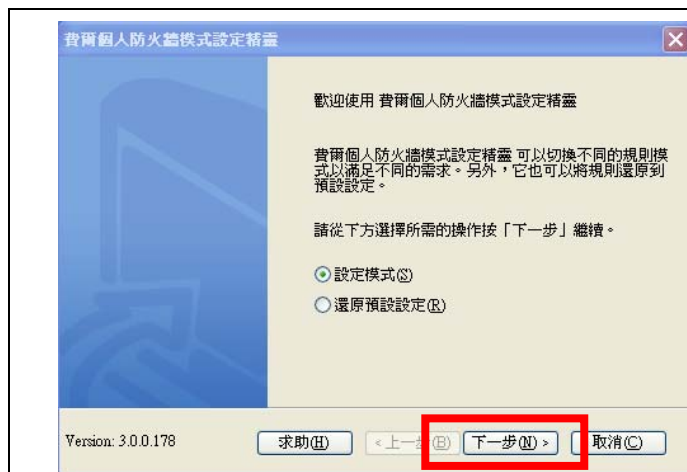 費爾個人防火牆模式設定精靈
歡迎使用 費爾個人防火牆模式設定精靈
費爾個人防火牆模式設定精靈 可以切換不同的規則模
式以滿足不同的需求。另外，它也可以將規則還原到
預設設定。
請從下方選擇所需的操作按「下一步」繼續。
設定模式(S)
還原預設設定(R)
Version: 3.0.0.178
求助(H) <上一步(B) 下一步(N) > 取消(C)